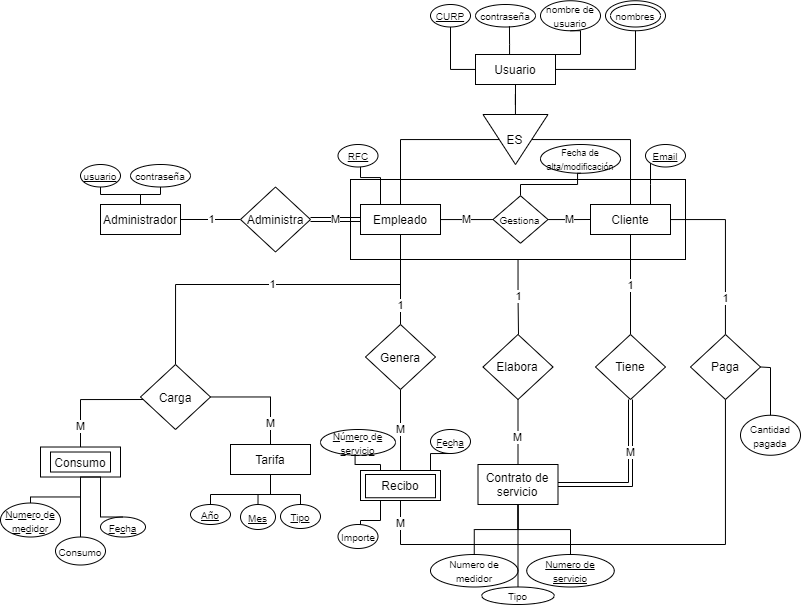 CURP
contraseña
nombre de
usuario
nombres
Usuario
ES
RFC
Fecha de
alta/modificación
Email
usuario
contraseña
Administrador
1
Administra
M
Empleado
M
Gestiona
M
Cliente
1
1
1
1
1
Genera
Elabora
Tiene
Paga
Carga
M
M
M
M
M
Cantidad
pagada
Número de
servicio
Fecha
Consumo
Tarifa
Recibo
Contrato de
servicio
Numero de
medidor
Fecha
Consumo
Año
Mes
Tipo
Importe
M
Numero de
medidor
Numero de
servicio
Tipo